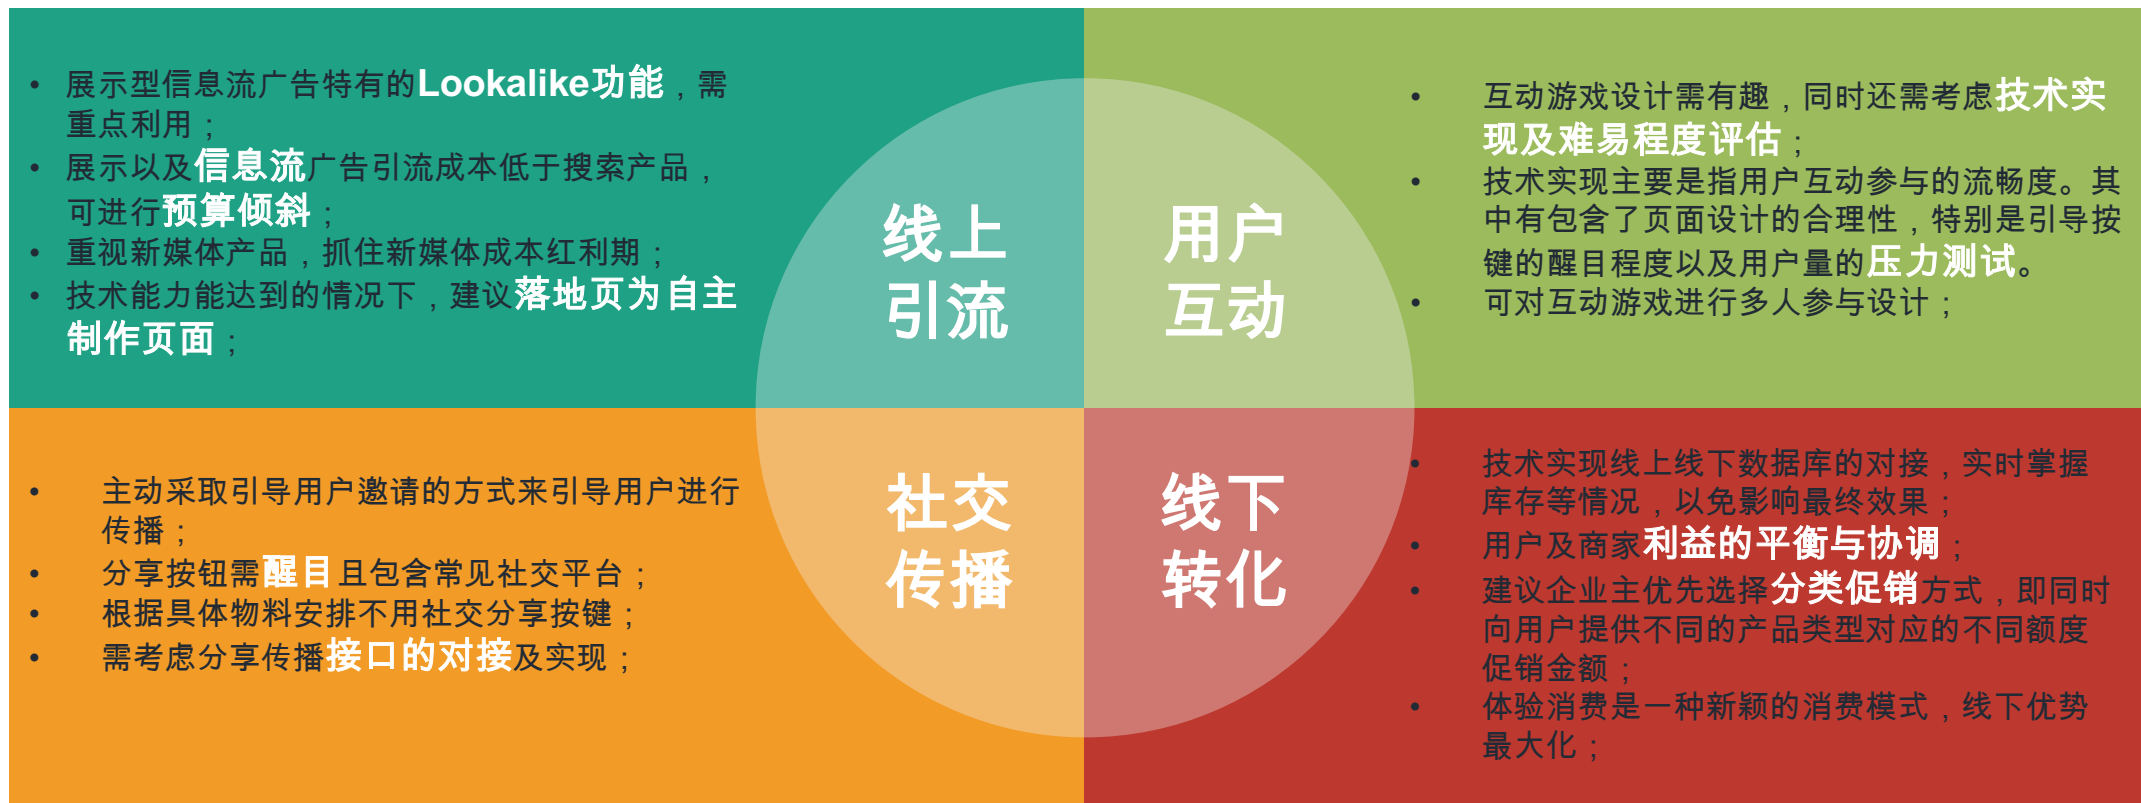 • 展示型信息流广告特有的Lookalike功能，需
重点利用；
• 展示以及信息流广告引流成本低于搜索产品，
可进行预算倾斜；
• 重视新媒体产品，抓住新媒体成本红利期；
• 技术能力能达到的情况下，建议落地页为自主
制作页面；
线上
引流
用户
互动
• 互动游戏设计需有趣，同时还需考虑技术实
现及难易程度评估；
• 技术实现主要是指用户互动参与的流畅度。其
中有包含了页面设计的合理性，特别是引导按
键的醒目程度以及用户量的压力测试。
• 可对互动游戏进行多人参与设计；
• 主动采取引导用户邀请的方式来引导用户进行
传播；
• 分享按钮需醒目且包含常见社交平台；
• 根据具体物料安排不用社交分享按键；
• 需考虑分享传播接口的对接及实现；
社交
传播
线下
转化
• 技术实现线上线下数据库的对接，实时掌握
库存等情况，以免影响最终效果；
• 用户及商家利益的平衡与协调；
• 建议企业主优先选择分类促销方式，即同时
向用户提供不同的产品类型对应的不同额度
促销金额；
• 体验消费是一种新颖的消费模式，线下优势
最大化；